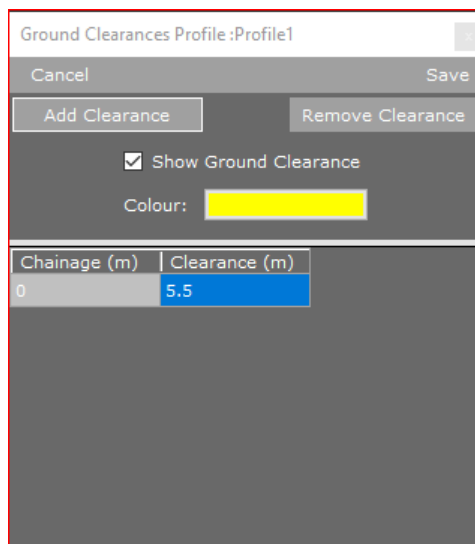 Ground Clearances Profile :Profile1
Cancel Save
Add Clearance Remove Clearance
Show Ground Clearance
Colour:
Chainage (m) Clearance (m)
0 5.5